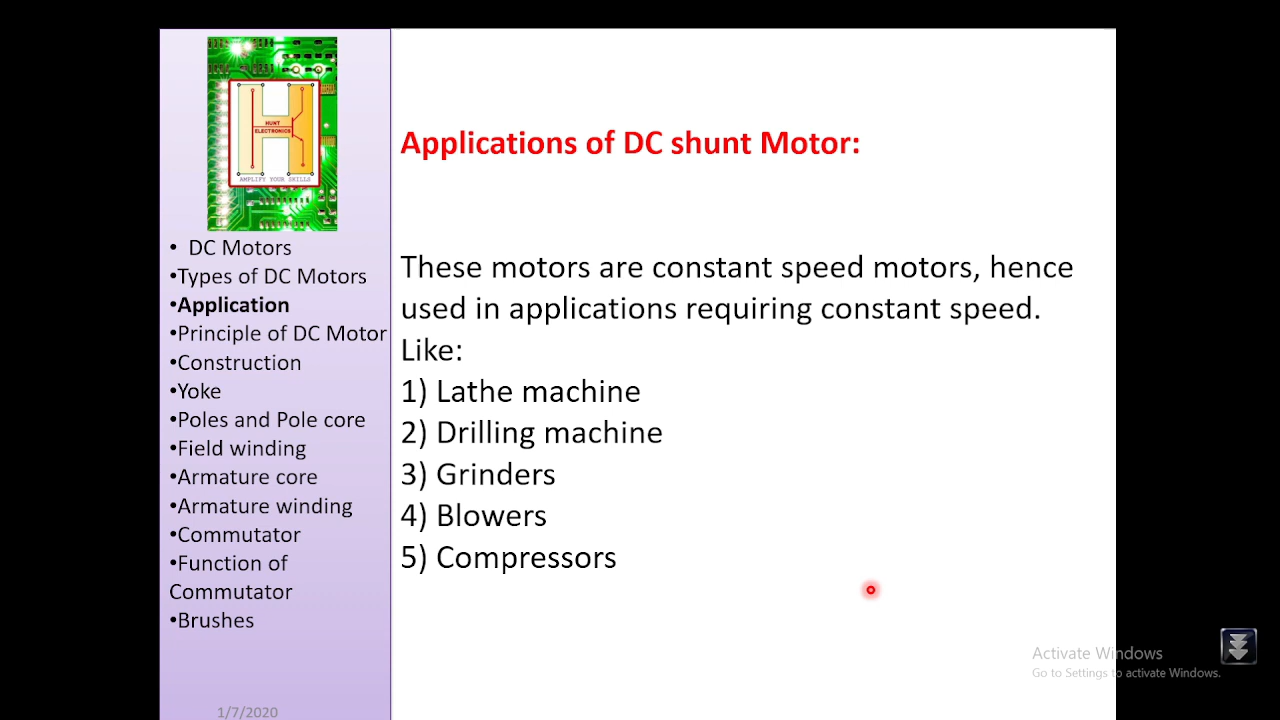 HUNT
ELECTRONICS
AMPLIFY YOUR SKILLS
• DC Motors
•Types of DC Motors
•Application
•Principle of DC Motor
•Construction
•Yoke
•Poles and Pole core
•Field winding
•Armature core
•Armature winding
•Commutator
•Function of
Commutator
•Brushes
1/7/2020
Applications of DC shunt Motor:
These motors are constant speed motors, hence
used in applications requiring constant speed.
Like:
1) Lathe machine
2) Drilling machine
3) Grinders
4) Blowers
5) Compressors
Activate Windows
Go to Settings to activate Windows.